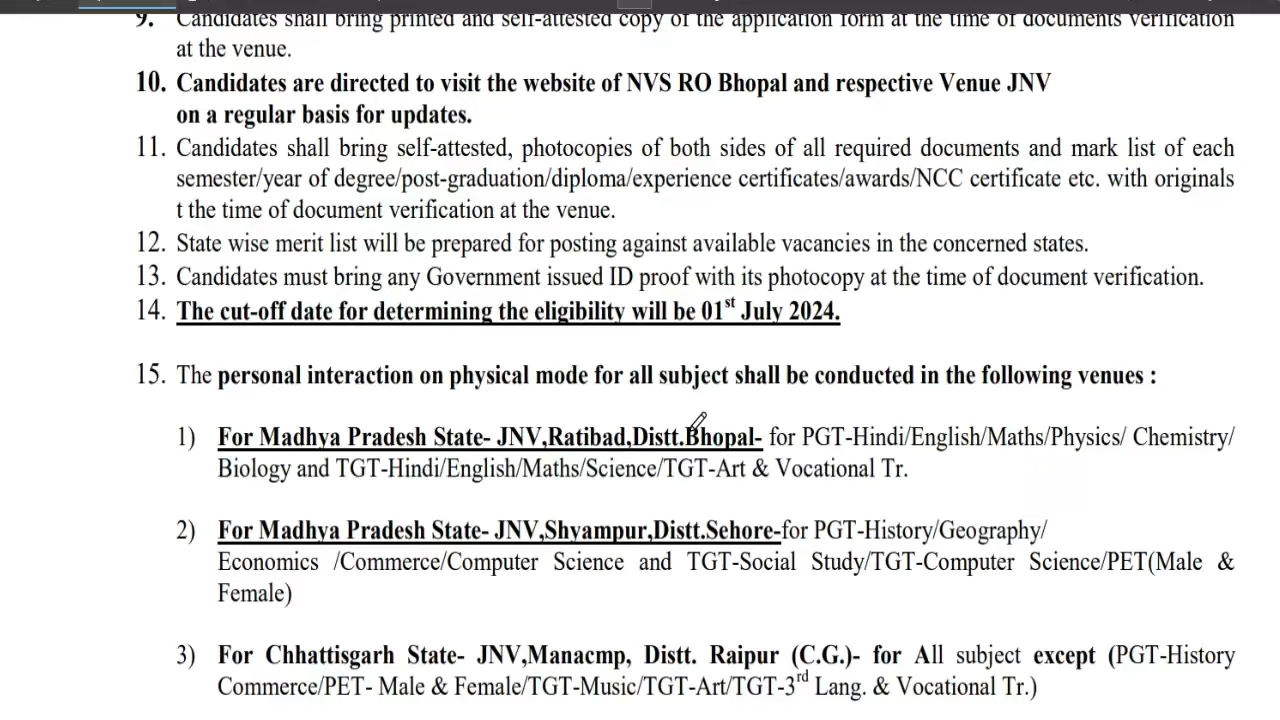 9. Candidates shall bring printed and self-attested copy of the application form at the time of documents verification
at the venue.
10. Candidates are directed to visit the website of NVS RO Bhopal and respective Venue JNV
on a regular basis for updates.
11. Candidates shall bring self-attested, photocopies of both sides of all required documents and mark list of each
semester/year of degree/post-graduation/diploma/experience certificates/awards/NCC certificate etc. with originals
t the time of document verification at the venue.
12. State wise merit list will be prepared for posting against available vacancies in the concerned states.
13. Candidates must bring any Government issued ID proof with its photocopy at the time of document verification.
14. The cut-off date for determining the eligibility will be 01st July 2024.
15. The personal interaction on physical mode for all subject shall be conducted in the following venues :
1) For Madhya Pradesh State- JNV,Ratibad,Distt.Bhopal- for PGT-Hindi/English/Maths/Physics/ Chemistry/
Biology and TGT-Hindi/English/Maths/Science/TGT-Art & Vocational Tr.
2) For Madhya Pradesh State- JNV,Shyampur,Distt.Sehore-for PGT-History/Geography/
Economics /Commerce/Computer Science and TGT-Social Study/TGT-Computer Science/PET(Male &
Female)
3) For Chhattisgarh State- JNV,Manacmp, Distt. Raipur (C.G.)- for All subject except (PGT-History
Commerce/PET- Male & Female/TGT-Music/TGT-Art/TGT-3rd Lang. & Vocational Tr.)